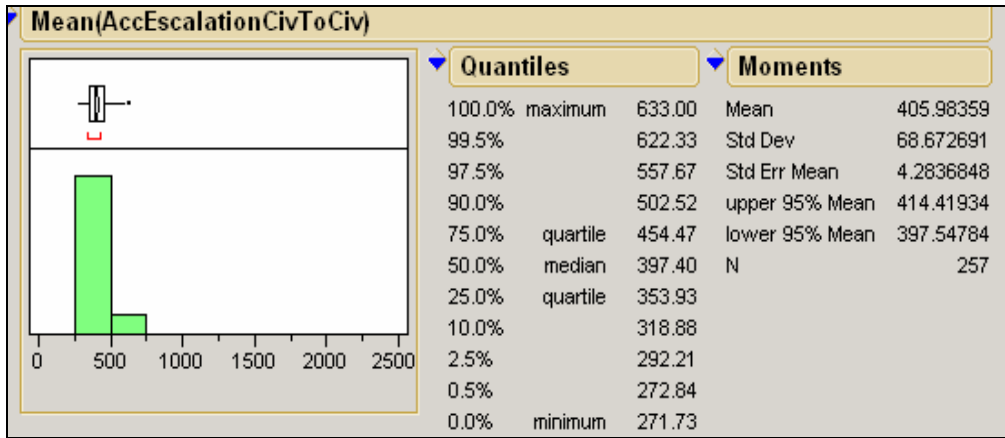 Mean(AccEscalationCivToCiv)
0 500 1000 1500 2000 2500
Quantiles
100.0% maximum 633.00
99.5% 622.33
97.5% 557.67
90.0% 502.52
75.0% quartile 454.47
50.0% median 397.40
25.0% quartile 353.93
10.0% 318.88
2.5% 292.21
0.5% 272.84
0.0% minimum 271.73
Moments
Mean 405.98359
Std Dev 68.672691
Std Err Mean 4.2836848
upper 95% Mean 414.41934
lower 95% Mean 397.54784
N 257